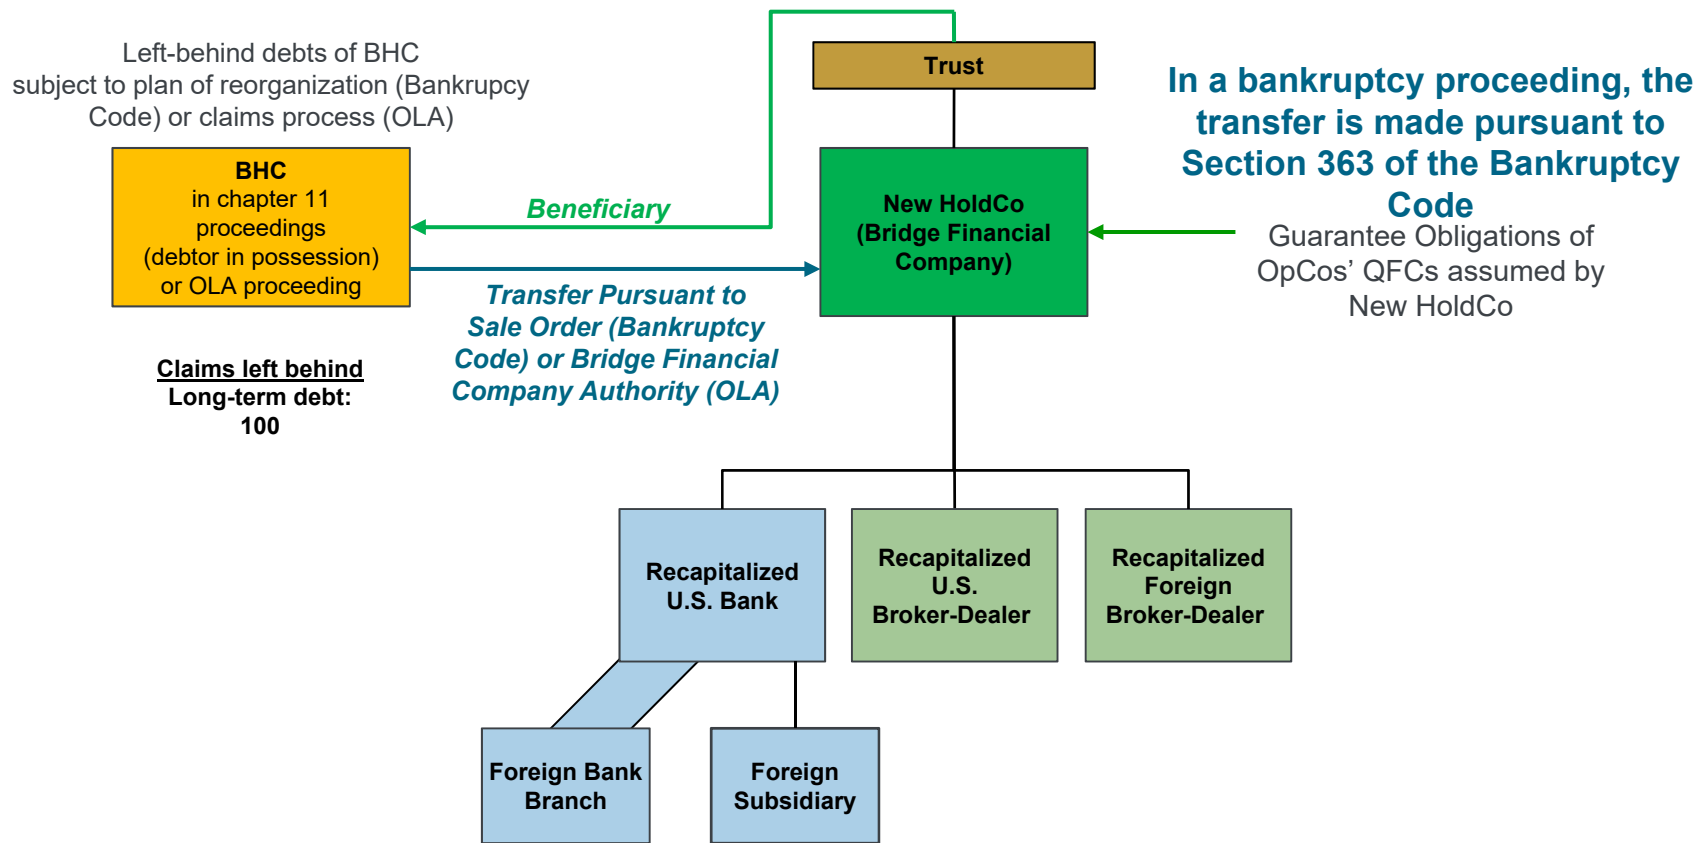 Left-behind debts of BHC
subject to plan of reorganization (Bankrupcy
Code) or claims process (OLA)
BHC
in chapter 11
proceedings
(debtor in possession)
or OLA proceeding
Claims left behind
Long-term debt:
100
Beneficiary
Transfer Pursuant to
Sale Order (Bankruptcy
Code) or Bridge Financial
Company Authority (OLA)
Trust
New HoldCo
(Bridge Financial
Company)
In a bankruptcy proceeding, the
transfer is made pursuant to
Section 363 of the Bankruptcy
Code
Guarantee Obligations of
OpCos’ QFCs assumed by
New HoldCo
Recapitalized
U.S. Bank
Recapitalized
U.S.
Broker-Dealer
Recapitalized
Foreign
Broker-Dealer
Foreign Bank
Branch
Foreign
Subsidiary